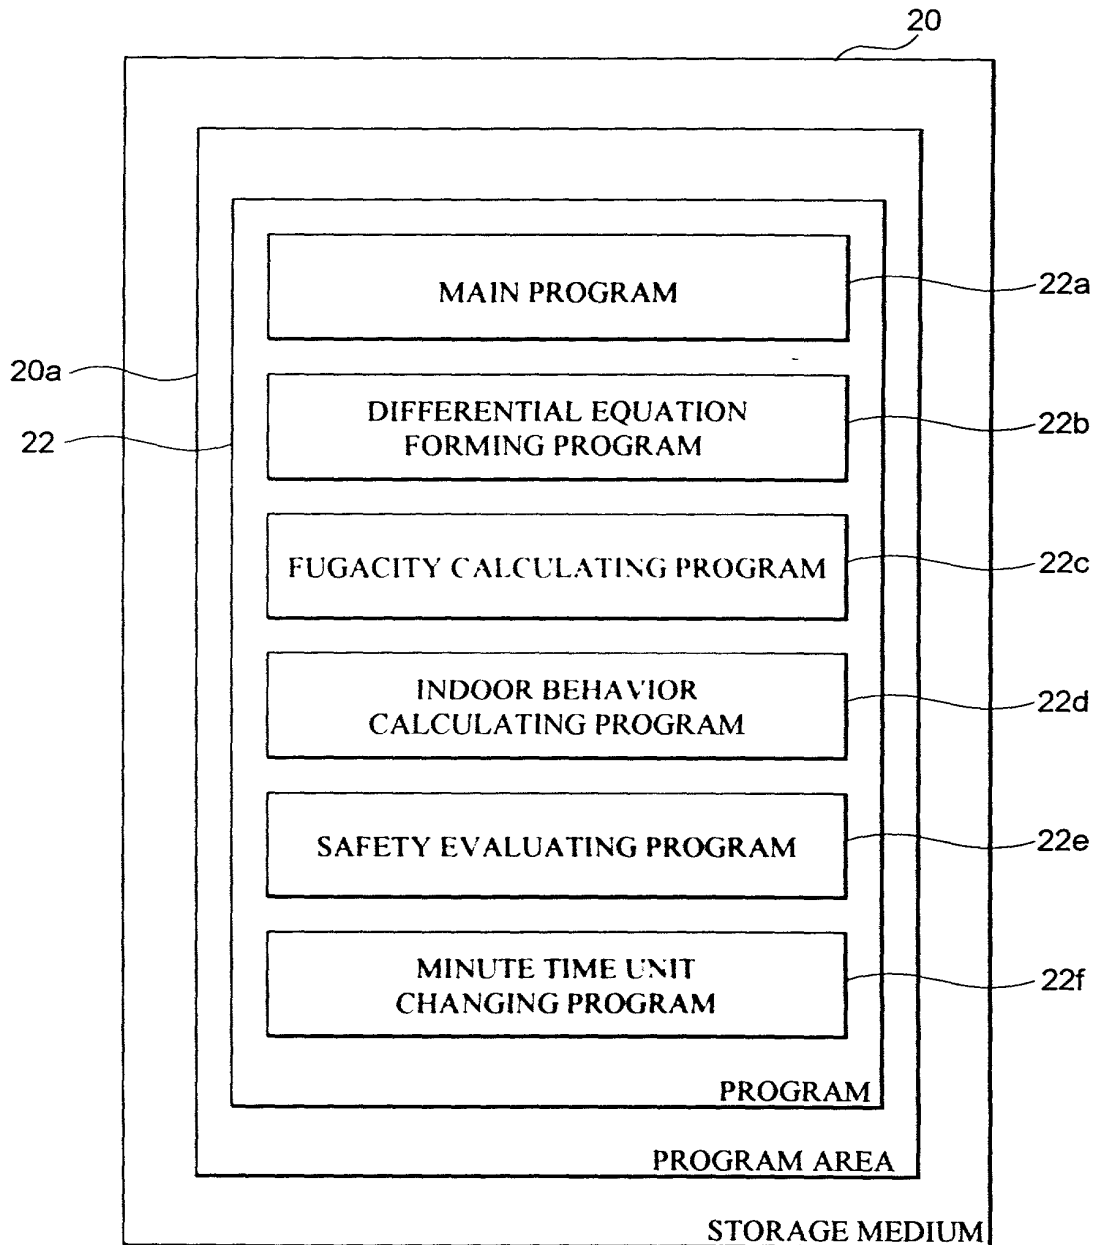 20
MAIN PROGRAM
22a
20a
DIFFERENTIAL EQUATION
FORMING PROGRAM
22b
22
FUGACITY CALCULATING PROGRAM
22c
INDOOR BEHAVIOR
CALCULATING PROGRAM
22d
SAFETY EVALUATING PROGRAM
22e
MINUTE TIME UNIT
CHANGING PROGRAM
22f
PROGRAM
PROGRAM AREA
STORAGE MEDIUM